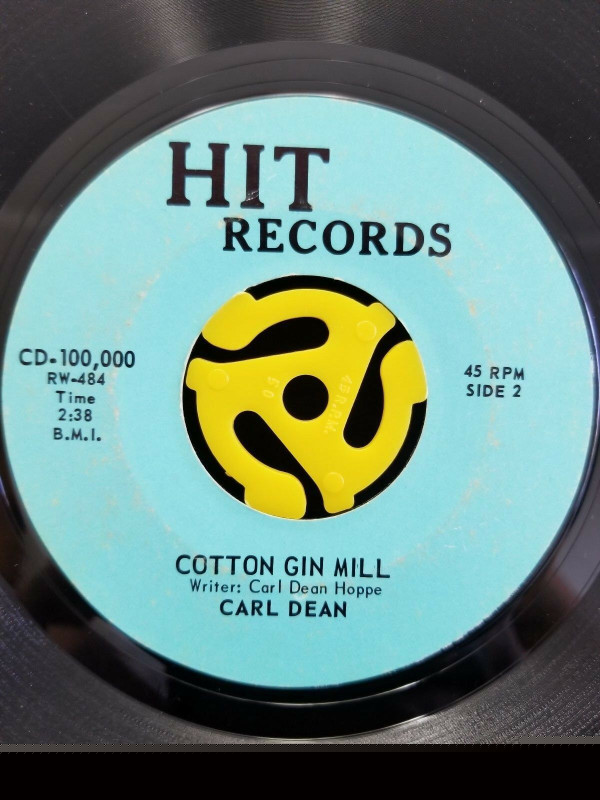 HIT
RECORDS
CD-100,000
RW-484
Time
2:38
B.M.I.
45 RPM
SIDE 2
45 R.P.M.
COTTON GIN MILL
Writer: Carl Dean Hoppe
CARL DEAN